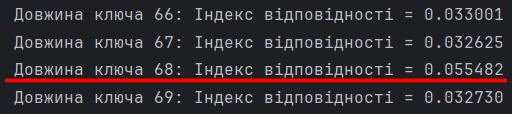 Довжина ключа 66: Індекс відповідності = 0.033001
Довжина ключа 67: Індекс відповідності = 0.032625
Довжина ключа 68: Індекс відповідності = 0.055482
Довжина ключа 69: Індекс відповідності = 0.032730